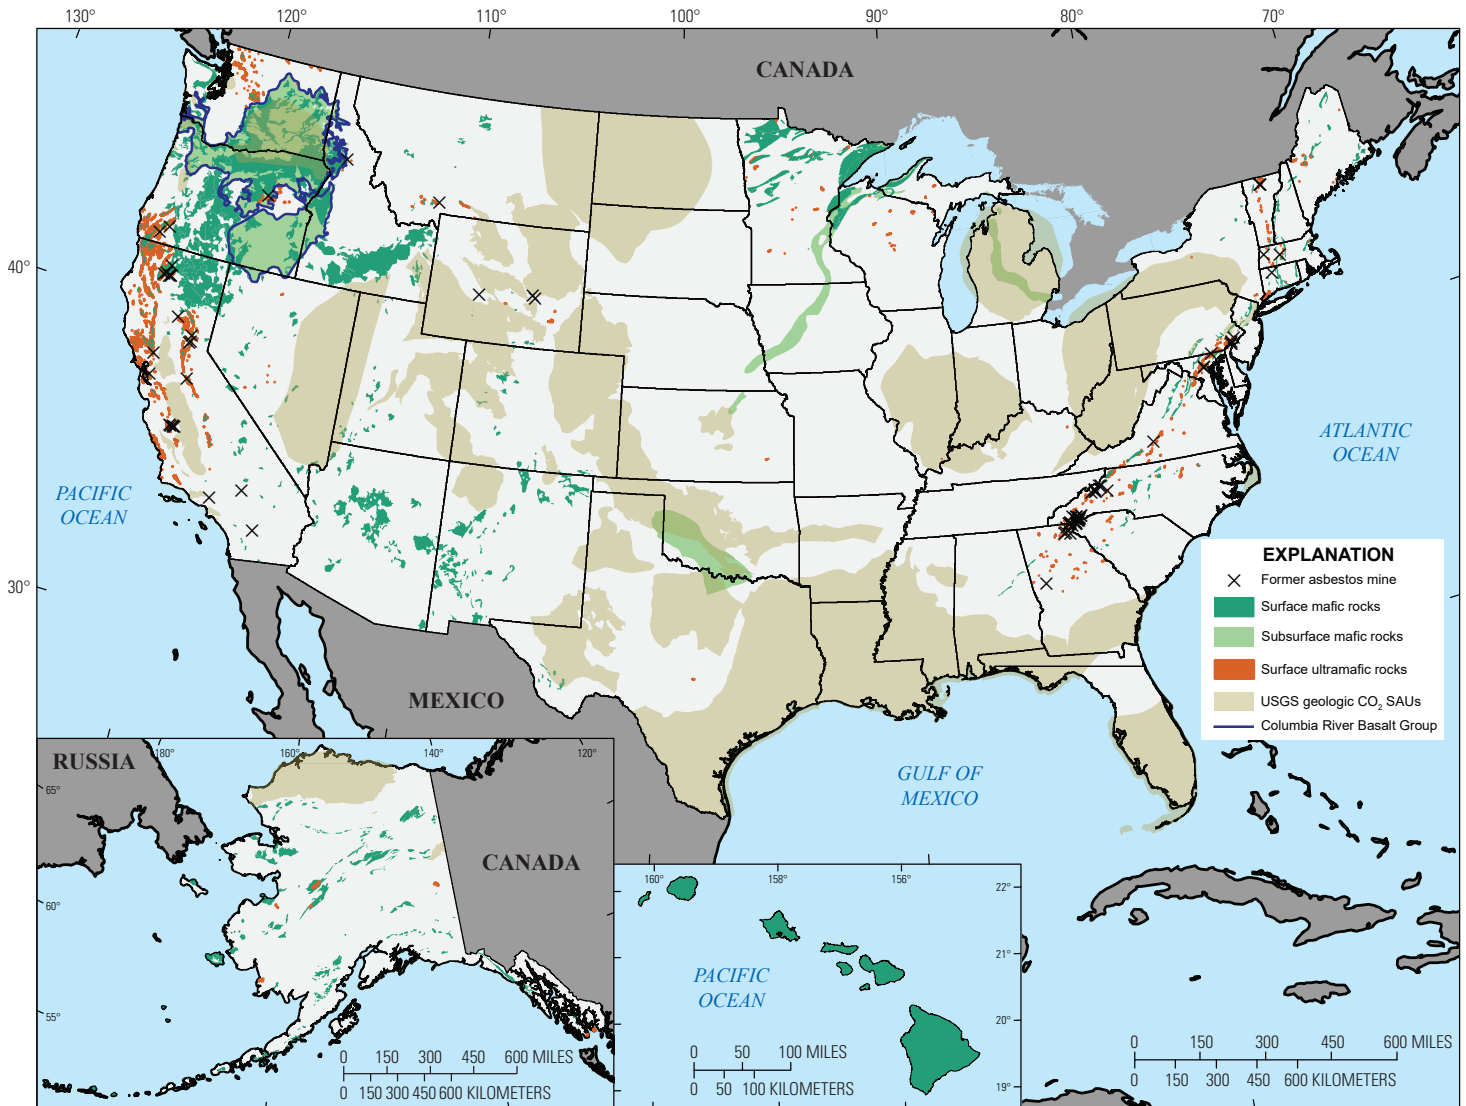 130° 120° 110° 100° 90° 80° 70°
CANADA
40°
30°
PACIFIC
OCEAN
ATLANTIC
OCEAN
MEXICO
GULF OF
MEXICO
EXPLANATION
Former asbestos mine
Surface mafic rocks
Subsurface mafic rocks
Surface ultramafic rocks
USGS geologic CO₂ SAUs
Columbia River Basalt Group
180° 160° 140° 120°
RUSSIA
65°
CANADA
60°
55°
0 150 300 450 600 MILES
0 150 300 450 600 KILOMETERS
160° 158° 156°
22°
21°
PACIFIC
OCEAN
20°
19°
0 50 100 MILES
0 50 100 KILOMETERS
0 150 300 450 600 MILES
0 150 300 450 600 KILOMETERS